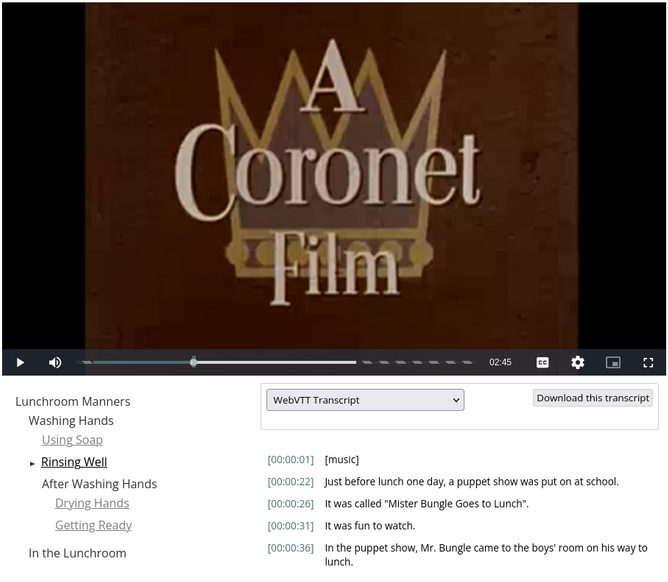 A
Coronet
Film
02:45
CC
Lunchroom Manners
Washing Hands
Using Soap
Rinsing Well
After Washing Hands
Drying Hands
Getting Ready
In the Lunchroom
WebVTT Transcript
Download this transcript
[00:00:01] [music]
[00:00:22] Just before lunch one day, a puppet show was put on at school.
[00:00:26] It was called "Mister Bungle Goes to Lunch".
[00:00:31] It was fun to watch.
[00:00:36] In the puppet show, Mr. Bungle came to the boys' room on his way to
lunch.